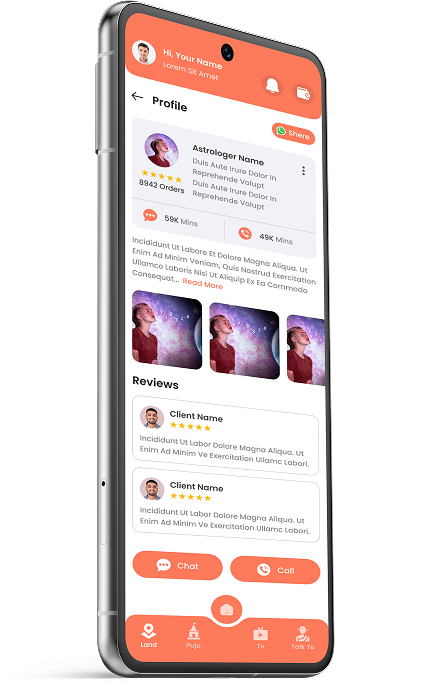 Hi, Your Name
Lorem Sit Amet
Profile
Shere
Astrologer Name
Duis Aute Irure Dolor In
Reprehende Volupt
Duis Aute Irure Dolor In
Reprehende Volupt
8942 Orders
59K Mins
49K Mins
Incididunt Ut Labore Et Dolore Magna Aliqua. Ut
Enim Ad Minim Veniam, Quis Nostrud Exercitation
Ullamco Laboris Nisi Ut Aliquip Ex Ea Commodo
Consequat... Read More
Reviews
Client Name
Incididunt Ut Labor Dolore Magna Aliqua. Ut
Enim Ad Minim Ve Exercitation Ullamc Labori.
Client Name
Incididunt Ut Labor Dolore Magna Aliqua. Ut
Enim Ad Minim Ve Exercitation Ullamc Labori.
Chat
Call
Land
Puja
Tv
Talk To